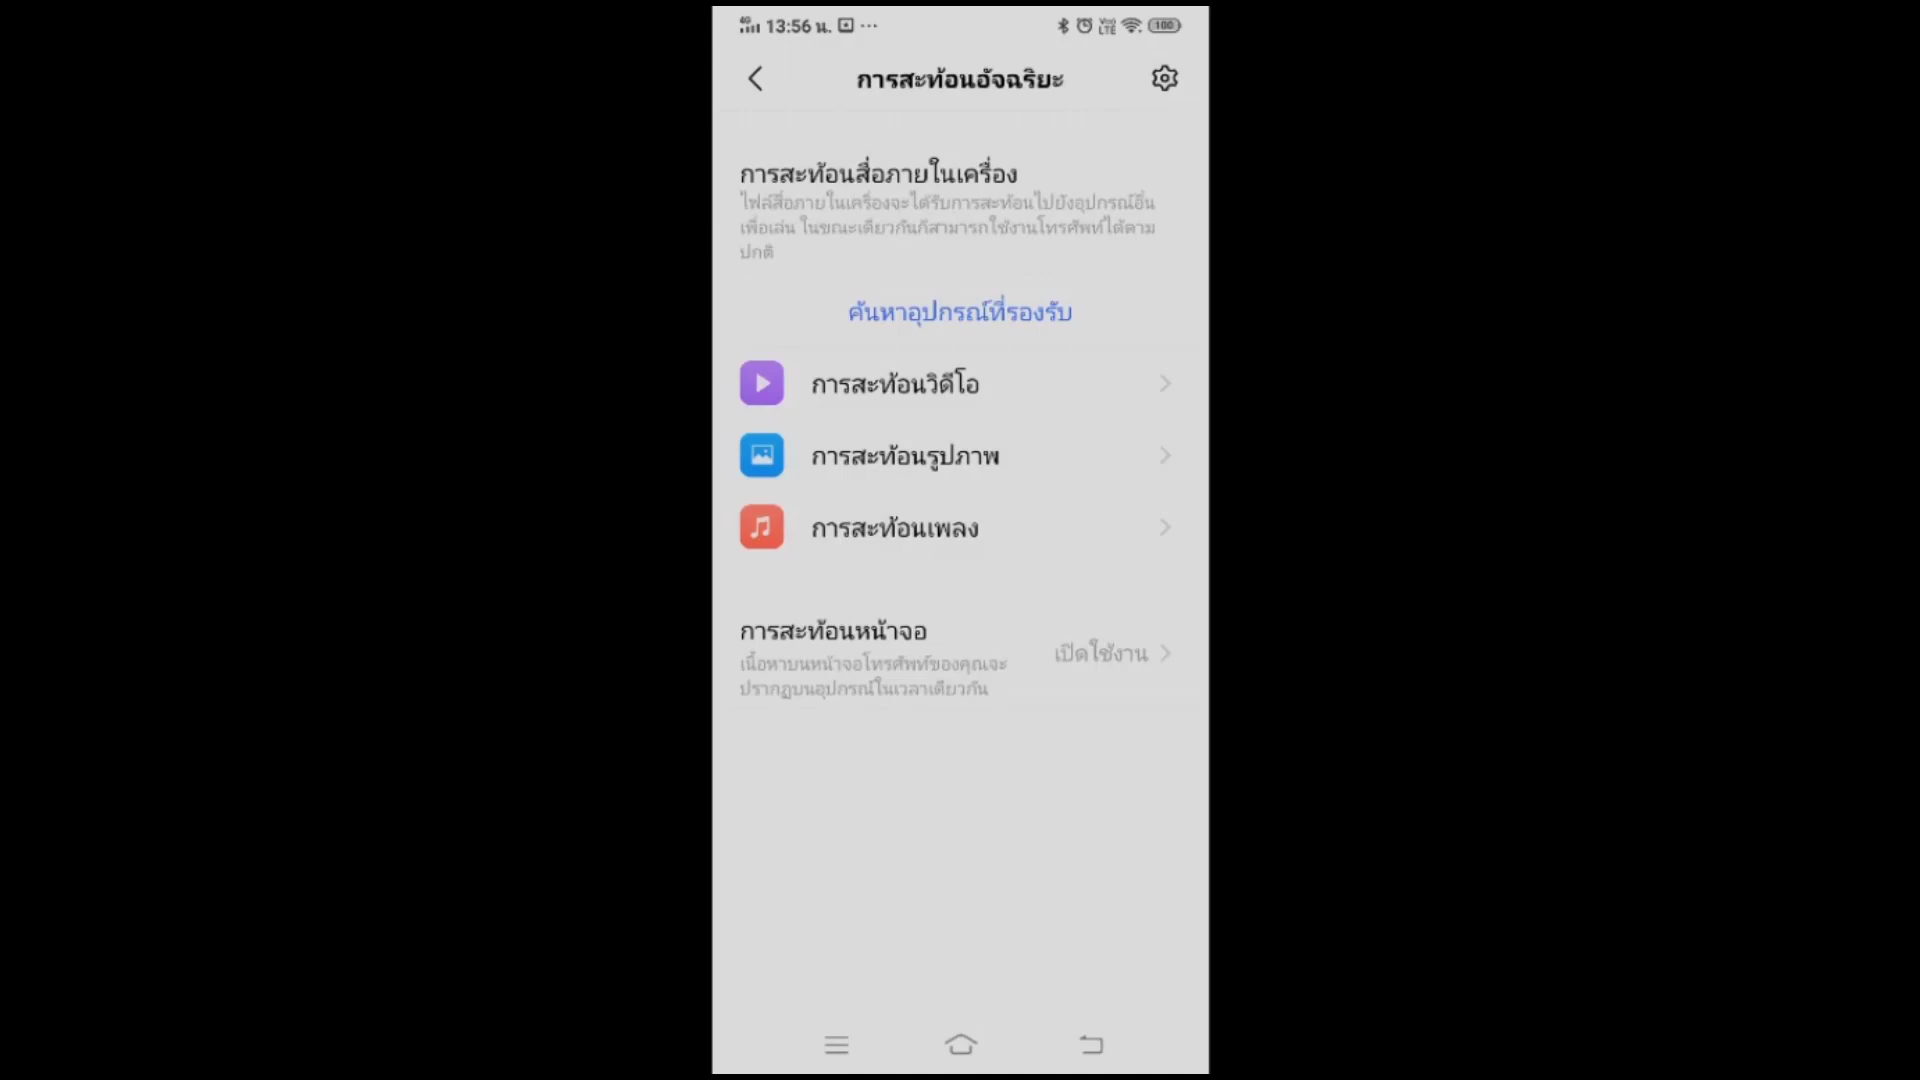 4G 13:56 น. ...
VoD LTE 100
การสะท้อนอัจฉริยะ
การสะท้อนสื่อภายในเครื่อง
ไฟล์สื่อภายในเครื่องจะได้รับการสะท้อนไปยังอุปกรณ์อื่น
เพื่อเล่น ในขณะเดียวกันก็สามารถใช้งานโทรศัพท์ได้ตาม
ปกติ
ค้นหาอุปกรณ์ที่รองรับ
การสะท้อนวิดีโอ
การสะท้อนรูปภาพ
การสะท้อนเพลง
การสะท้อนหน้าจอ
เนื้อหาบนหน้าจอโทรศัพท์ของคุณจะ
ปรากฏบนอุปกรณ์ในเวลาเดียวกัน
เปิดใช้งาน